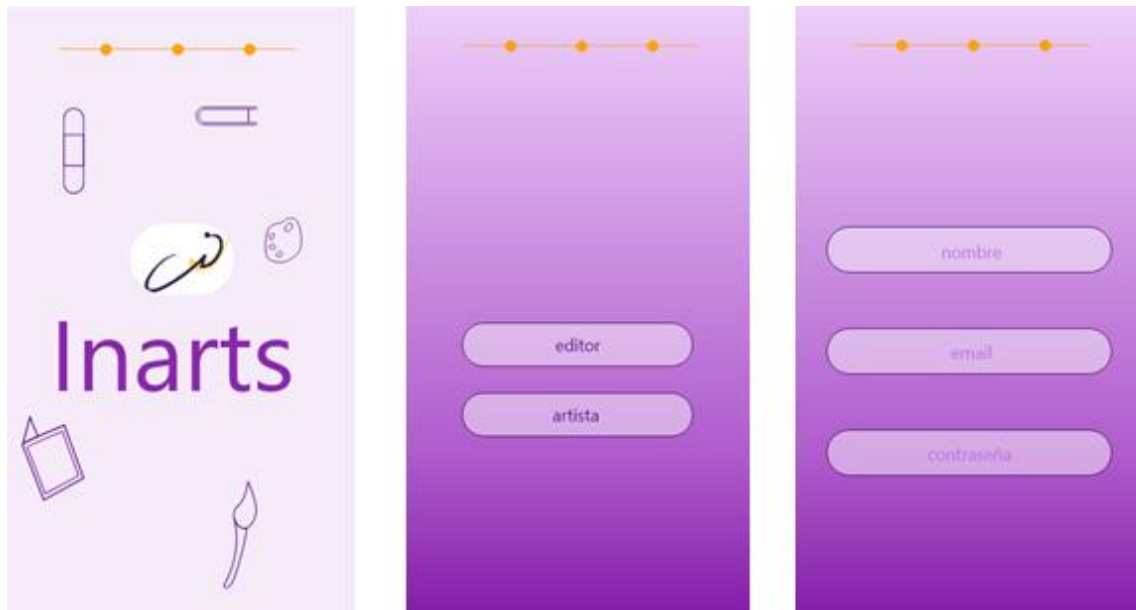 Inarts
editor
artista
nombre
email
contraseña